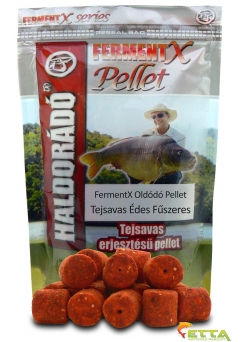 FERMENTX series
FERMENTX
Pellet
HALDORÁDÓ
FermentX Oldódó Pellet
Tejsavas Édes Fűszeres
Tejsavas
erjesztésű pellet
ETTA